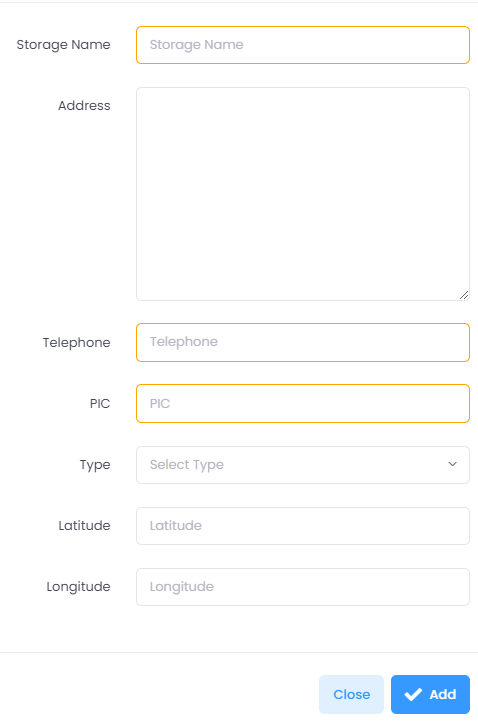 Storage Name
Storage Name
Address
Telephone
Telephone
PIC
PIC
Type
Select Type
Latitude
Latitude
Longitude
Longitude
Close
Add